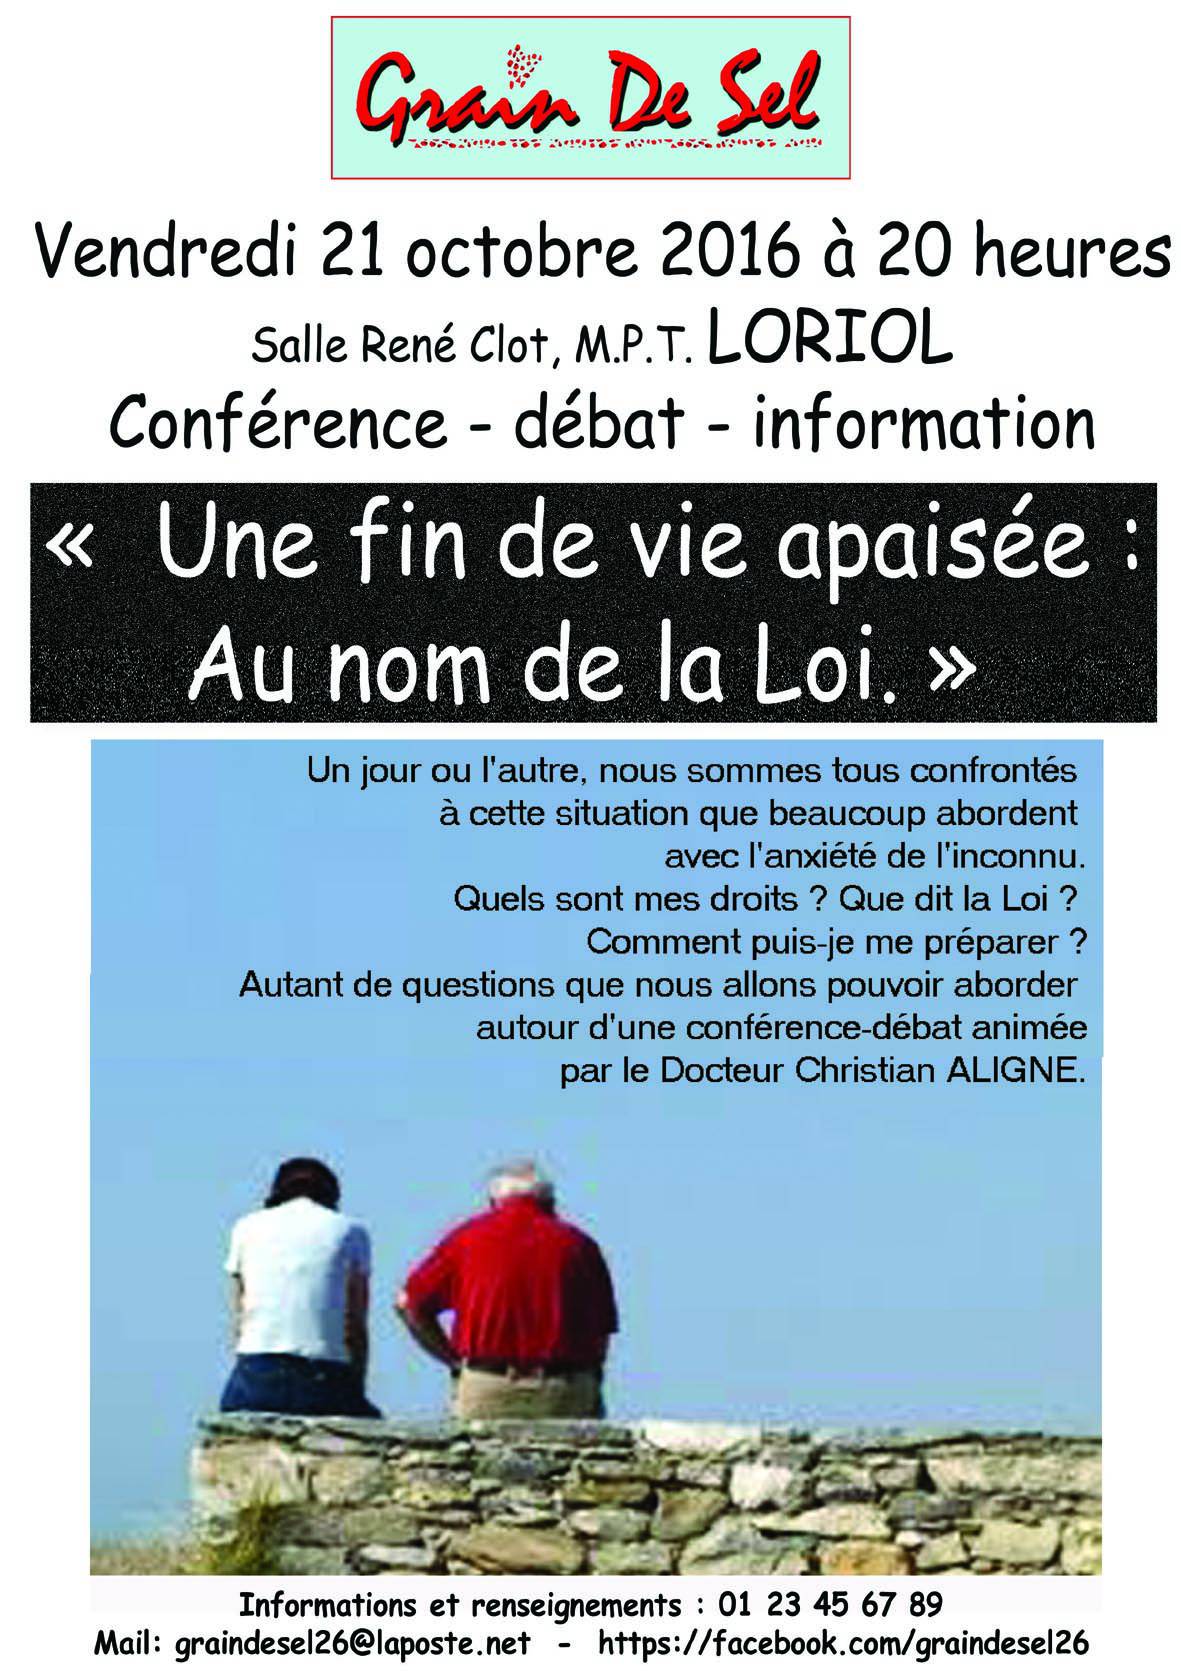 Grain De Sel
Vendredi 21 octobre 2016 à 20 heures
Salle René Clot, M.P.T. LORIOL
Conférence - débat - information
« Une fin de vie apaisée :
Au nom de la Loi. »
Un jour ou l'autre, nous sommes tous confrontés
à cette situation que beaucoup abordent
avec l'anxiété de l'inconnu.
Quels sont mes droits ? Que dit la Loi ?
Comment puis-je me préparer ?
Autant de questions que nous allons pouvoir aborder
autour d'une conférence-débat animée
par le Docteur Christian ALIGNE.
Informations et renseignements : 01 23 45 67 89
Mail: graindesel26@laposte.net - https://facebook.com/graindesel26